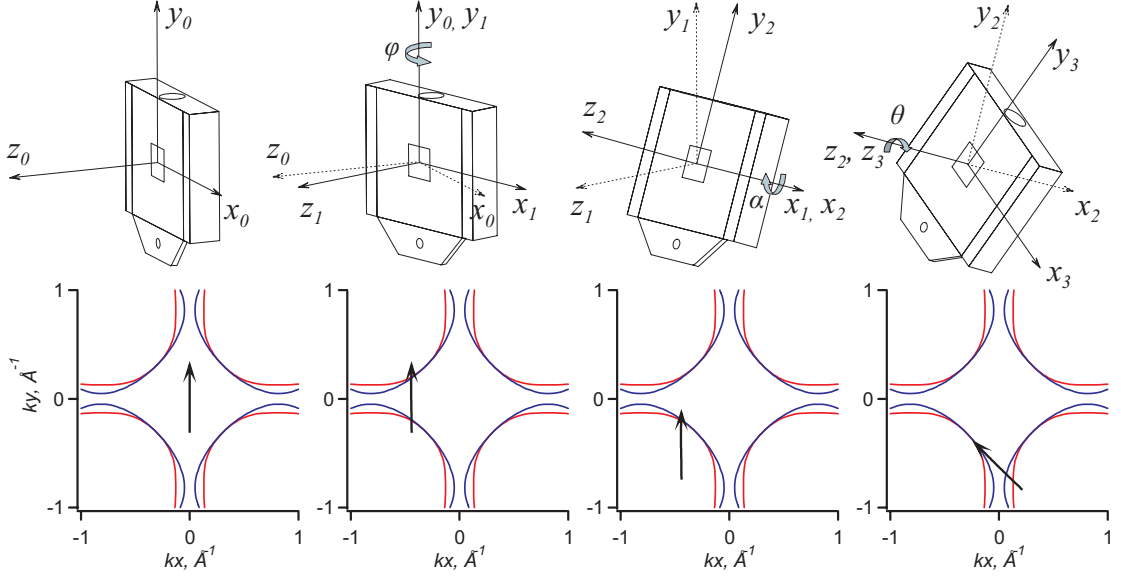 y0
z0
x0
y0, y1
φ
z0
z1
x0
x1
y1
y2
z2
z1
α
x1, x2
y2
y3
θ
z2, z3
x2
x3
ky, Å-1
1
0
-1
-1
0
1
kx, Å-1
1
0
-1
-1
0
1
kx, Å-1
1
0
-1
-1
0
1
kx, Å-1
1
0
-1
-1
0
1
kx, Å-1